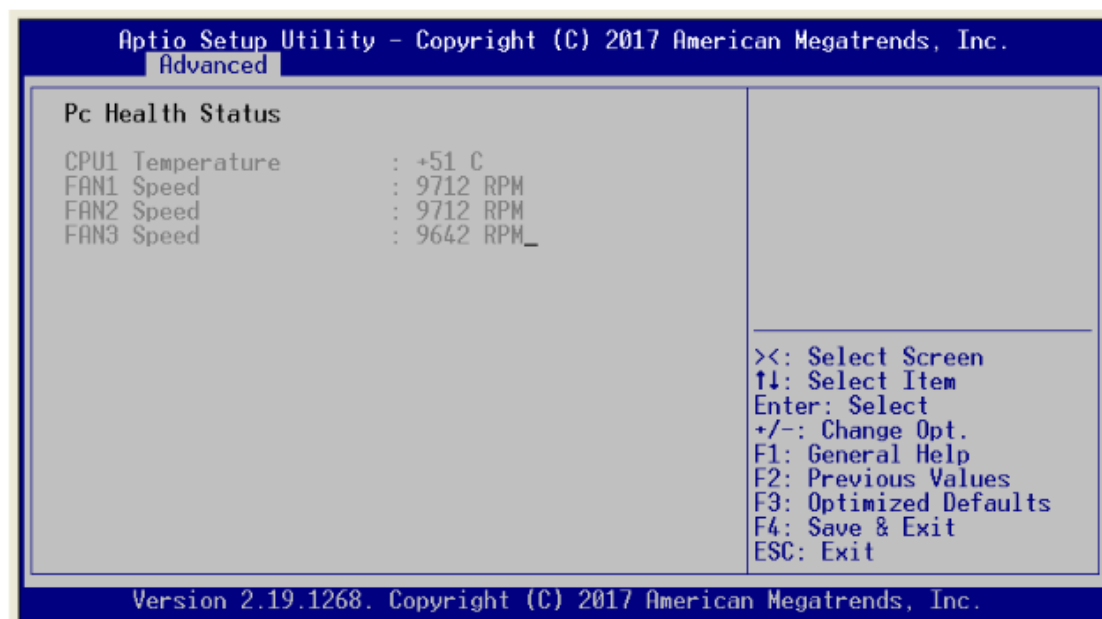 Aptio Setup Utility - Copyright (C) 2017 American Megatrends, Inc.
Advanced
Pc Health Status
CPU1 Temperature : +51 C
FAN1 Speed : 9712 RPM
FAN2 Speed : 9712 RPM
FAN3 Speed : 9642 RPM_
><: Select Screen
↑↓: Select Item
Enter: Select
+/-: Change Opt.
F1: General Help
F2: Previous Values
F3: Optimized Defaults
F4: Save & Exit
ESC: Exit
Version 2.19.1268. Copyright (C) 2017 American Megatrends, Inc.